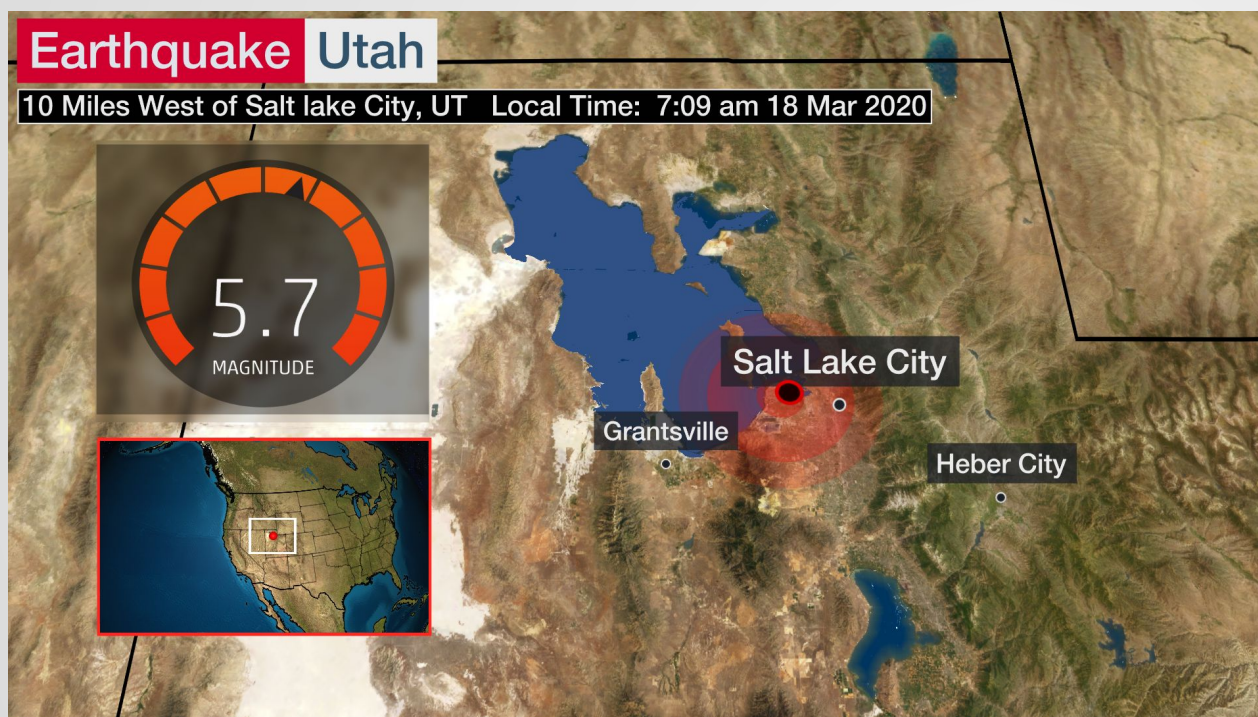 Earthquake Utah
10 Miles West of Salt lake City, UT Local Time: 7:09 am 18 Mar 2020
5.7
MAGNITUDE
Salt Lake City
Grantsville
Heber City